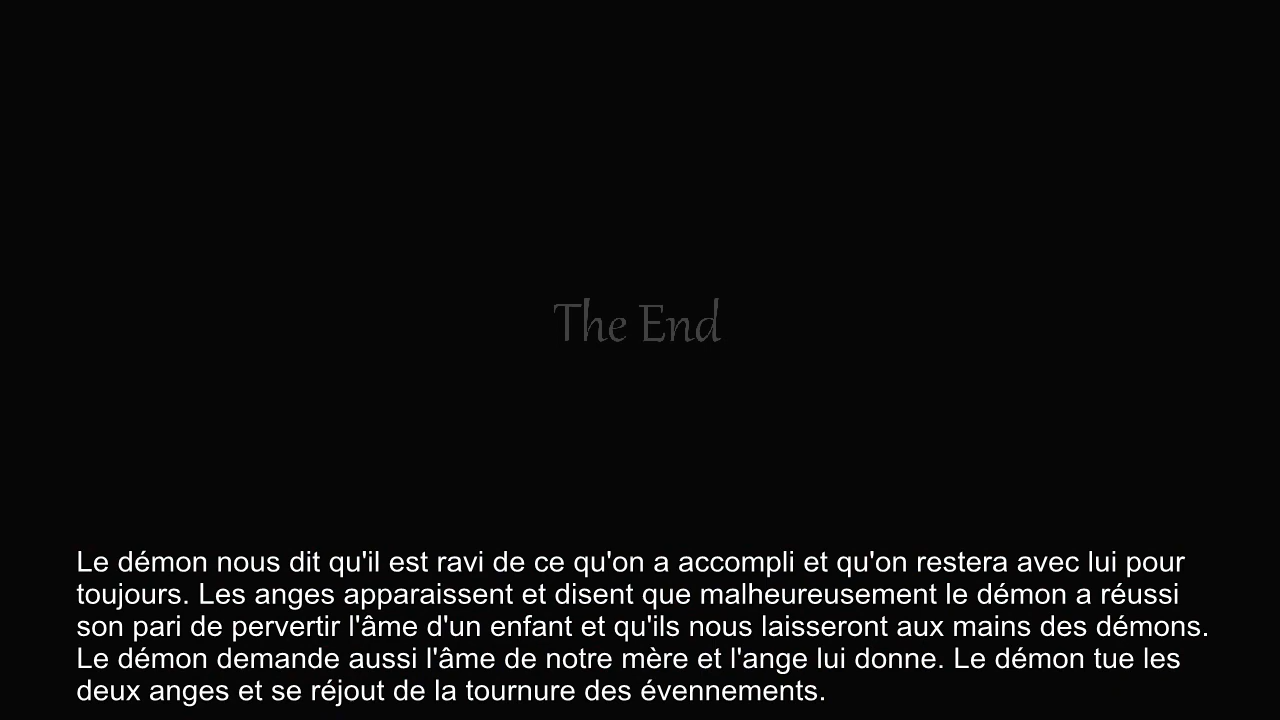 The End
Le démon nous dit qu'il est ravi de ce qu'on a accompli et qu'on restera avec lui pour
toujours. Les anges apparaissent et disent que malheureusement le démon a réussi
son pari de pervertir l'âme d'un enfant et qu'ils nous laisseront aux mains des démons.
Le démon demande aussi l'âme de notre mère et l'ange lui donne. Le démon tue les
deux anges et se réjout de la tournure des évennements.